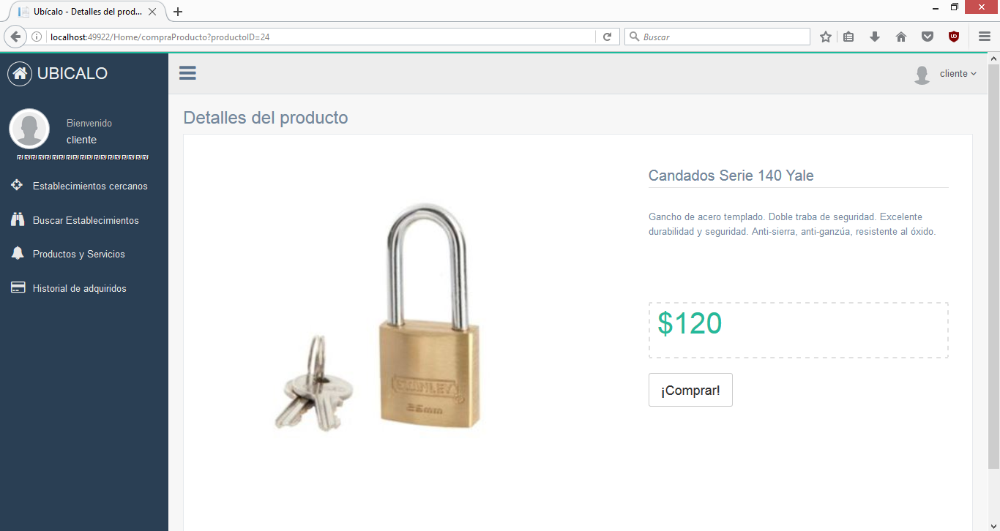 Ubícalo - Detalles del prod...
localhost:49922/Home/compraProducto?productoID=24
Buscar
UBICALO
cliente
Bienvenido
cliente
₪₪₪₪₪₪₪₪₪₪₪₪₪₪₪₪₪₪₪
Establecimientos cercanos
Buscar Establecimientos
Productos y Servicios
Historial de adquiridos
Detalles del producto
Candados Serie 140 Yale
Gancho de acero templado. Doble traba de seguridad. Excelente
durabilidad y seguridad. Anti-sierra, anti-ganzúa, resistente al óxido.
$120
¡Comprar!
STANLEY